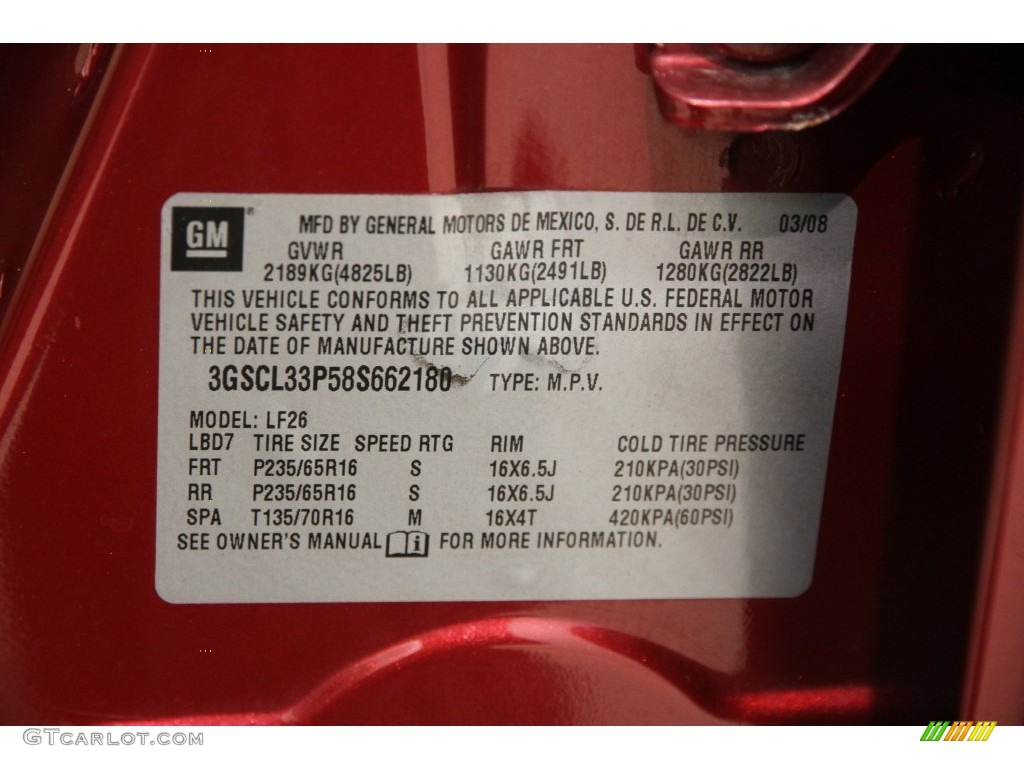 GM ® MFD BY GENERAL MOTORS DE MEXICO, S. DE R.L. DE C.V. 03/08
GVWR GAWR FRT GAWR RR
2189KG(4825LB) 1130KG(2491LB) 1280KG(2822LB)
THIS VEHICLE CONFORMS TO ALL APPLICABLE U.S. FEDERAL MOTOR
VEHICLE SAFETY AND THEFT PREVENTION STANDARDS IN EFFECT ON
THE DATE OF MANUFACTURE SHOWN ABOVE.
3GSCL33P58S662180 TYPE: M.P.V.
MODEL: LF26
LBD7 TIRE SIZE SPEED RTG RIM COLD TIRE PRESSURE
FRT P235/65R16 S 16X6.5J 210KPA(30PSI)
RR P235/65R16 S 16X6.5J 210KPA(30PSI)
SPA T135/70R16 M 16X4T 420KPA(60PSI)
SEE OWNER'S MANUAL i FOR MORE INFORMATION.
GTCarlot.com